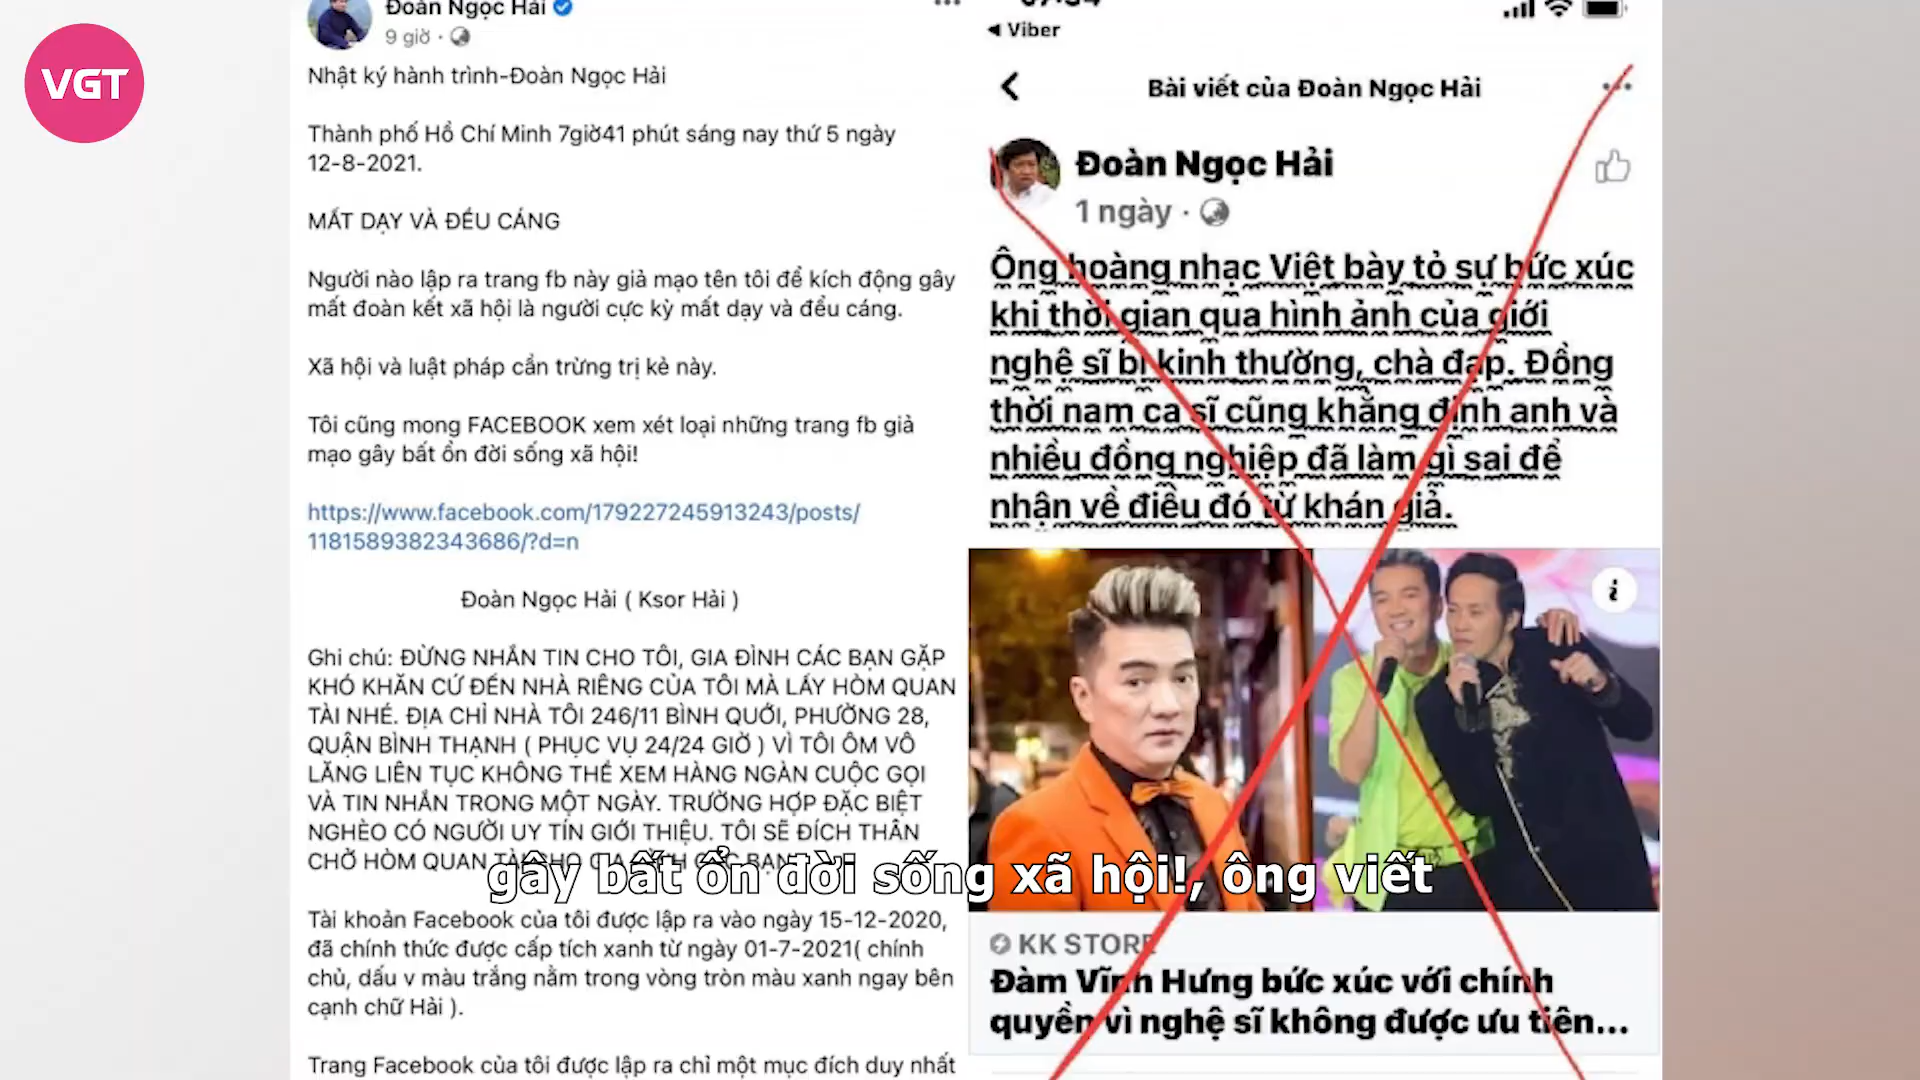 VGT
Đoàn Ngọc Hải
9 giờ ·
Nhật ký hành trình-Đoàn Ngọc Hải
Thành phố Hồ Chí Minh 7giờ41 phút sáng nay thứ 5 ngày
12-8-2021.
MẤT DẠY VÀ ĐỂU CÁNG
Người nào lập ra trang fb này giả mạo tên tôi để kích động gây
mất đoàn kết xã hội là người cực kỳ mất dạy và đểu cáng.
Xã hội và luật pháp cần trừng trị kẻ này.
Tôi cũng mong FACEBOOK xem xét loại những trang fb giả
mạo gây bất ổn đời sống xã hội!
https://www.facebook.com/179227245913243/posts/
1181589382343686/?d=n
Đoàn Ngọc Hải ( Ksor Hải )
Ghi chú: ĐỪNG NHẮN TIN CHO TÔI, GIA ĐÌNH CÁC BẠN GẶP
KHÓ KHĂN CỨ ĐẾN NHÀ RIÊNG CỦA TÔI MÀ LẤY HÒM QUAN
TÀI NHÉ. ĐỊA CHỈ NHÀ TÔI 246/11 BÌNH QUỚI, PHƯỜNG 28,
QUẬN BÌNH THẠNH ( PHỤC VỤ 24/24 GIỜ ) VÌ TÔI ÔM VÔ
LĂNG LIÊN TỤC KHÔNG THỂ XEM HÀNG NGÀN CUỘC GỌI
VÀ TIN NHẮN TRONG MỘT NGÀY. TRƯỜNG HỢP ĐẶC BIỆT
NGHÈO CÓ NGƯỜI UY TÍN GIỚI THIỆU. TÔI SẼ ĐÍCH THÂN
CHỞ HÒM QUAN TÀI CHO GIA ĐÌNH CÁC BẠN
Tài khoản Facebook của tôi được lập ra vào ngày 15-12-2020,
đã chính thức được cấp tích xanh từ ngày 01-7-2021( chính
chủ, dấu v màu trắng nằm trong vòng tròn màu xanh ngay bên
cạnh chữ Hải ).
Trang Facebook của tôi được lập ra chỉ một mục đích duy nhất
◀ Viber
Bài viết của Đoàn Ngọc Hải
Đoàn Ngọc Hải
1 ngày ·
Ông hoàng nhạc Việt bày tỏ sự bức xúc
khi thời gian qua hình ảnh của giới
nghệ sĩ bị kinh thường, chà đạp. Đồng
thời nam ca sĩ cũng khẳng định anh và
nhiều đồng nghiệp đã làm gì sai để
nhận về điều đó từ khán giả.
KK STORE
Đàm Vĩnh Hưng bức xúc với chính
quyền vì nghệ sĩ không được ưu tiên...
gây bất ổn đời sống xã hội!, ông viết